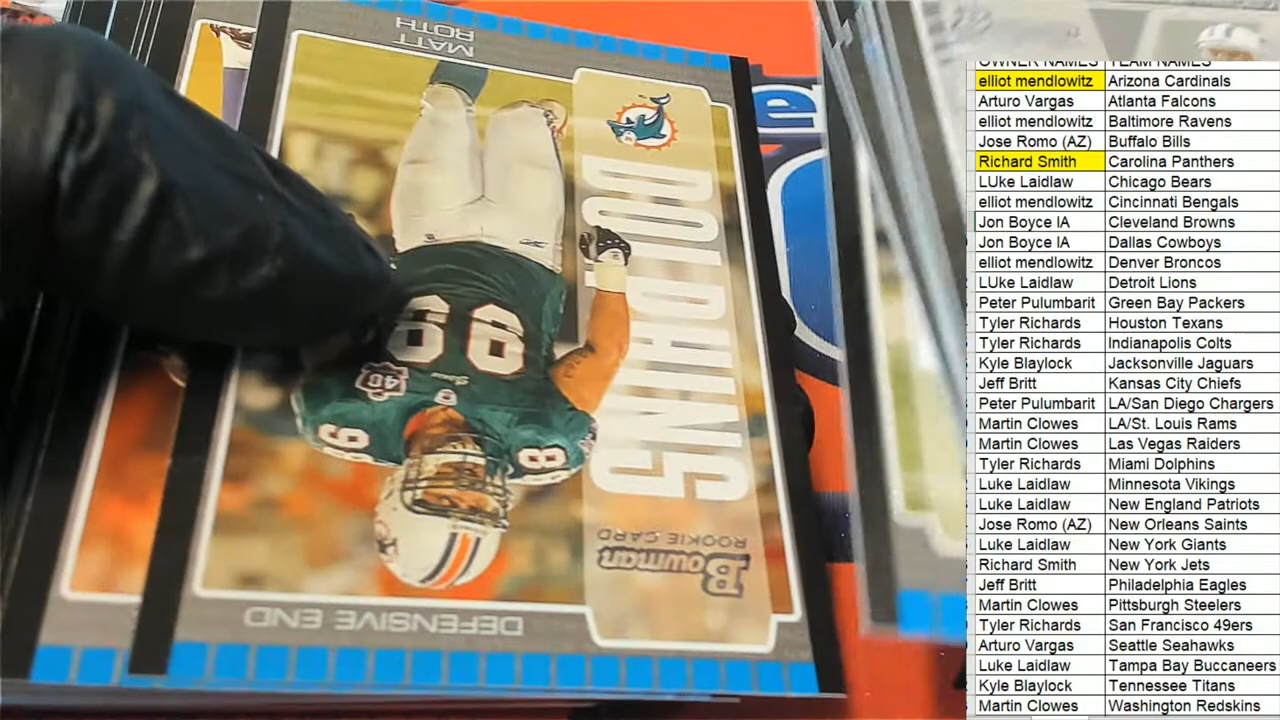 MATT
ROTH
DOLPHINS
98
98
40
Bowman
ROOKIE CARD
DEFENSIVE END
OWNER NAMES TEAM NAMES
elliot mendlowitz Arizona Cardinals
Arturo Vargas Atlanta Falcons
elliot mendlowitz Baltimore Ravens
Jose Romo (AZ) Buffalo Bills
Richard Smith Carolina Panthers
LUke Laidlaw Chicago Bears
elliot mendlowitz Cincinati Bengals
Jon Boyce IA Cleveland Browns
Jon Boyce IA Dallas Cowboys
elliot mendlowitz Denver Broncos
LUke Laidlaw Detroit Lions
Peter Pulumbarit Green Bay Packers
Tyler Richards Houston Texans
Tyler Richards Indianapolis Colts
Kyle Blaylock Jacksonville Jaguars
Jeff Britt Kansas City Chiefs
Peter Pulumbarit LA/San Diego Chargers
Martin Clowes LA/St. Louis Rams
Martin Clowes Las Vegas Raiders
Tyler Richards Miami Dolphins
Luke Laidlaw Minnesota Vikings
Luke Laidlaw New England Patriots
Jose Romo (AZ) New Orleans Saints
Luke Laidlaw New York Giants
Richard Smith New York Jets
Jeff Britt Philadelphia Eagles
Martin Clowes Pittsburgh Steelers
Tyler Richards San Francisco 49ers
Arturo Vargas Seattle Seahawks
Luke Laidlaw Tampa Bay Buccaneers
Kyle Blaylock Tennessee Titans
Martin Clowes Washington Redskins